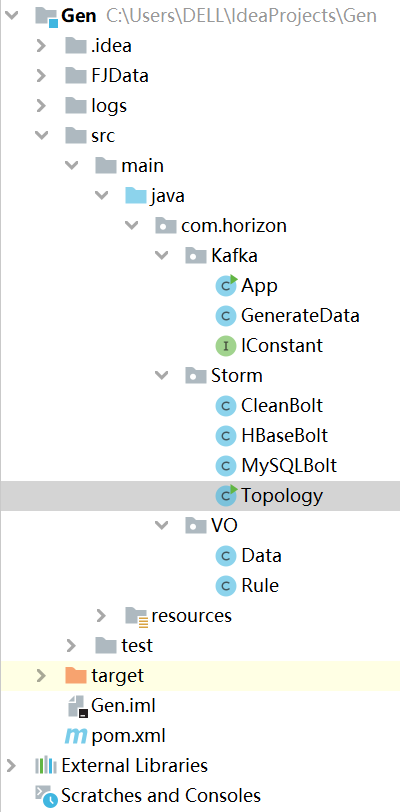 Gen C:\Users\DELL\IdeaProjects\Gen
.idea
FJData
logs
src
main
java
com.horizon
Kafka
App
GenerateData
IConstant
Storm
CleanBolt
HBaseBolt
MySQLBolt
Topology
VO
Data
Rule
resources
test
target
Gen.iml
pom.xml
External Libraries
Scratches and Consoles